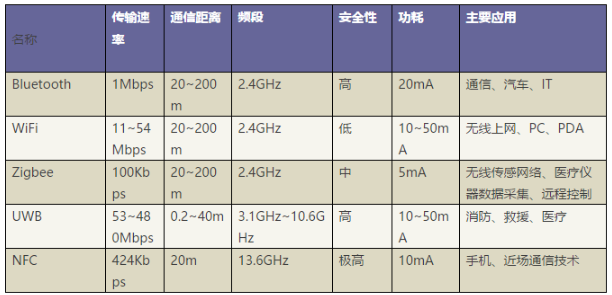 名称 传输速率 通信距离 频段 安全性 功耗 主要应用
Bluetooth 1Mbps 20~200m 2.4GHz 高 20mA 通信、汽车、IT
WiFi 11~54Mbps 20~200m 2.4GHz 低 10~50mA 无线上网、PC、PDA
Zigbee 100Kbps 20~200m 2.4GHz 中 5mA 无线传感网络、医疗仪器数据采集、远程控制
UWB 53~480Mbps 0.2~40m 3.1GHz~10.6GHz 高 10~50mA 消防、救援、医疗
NFC 424Kbps 20m 13.6GHz 极高 10mA 手机、近场通信技术